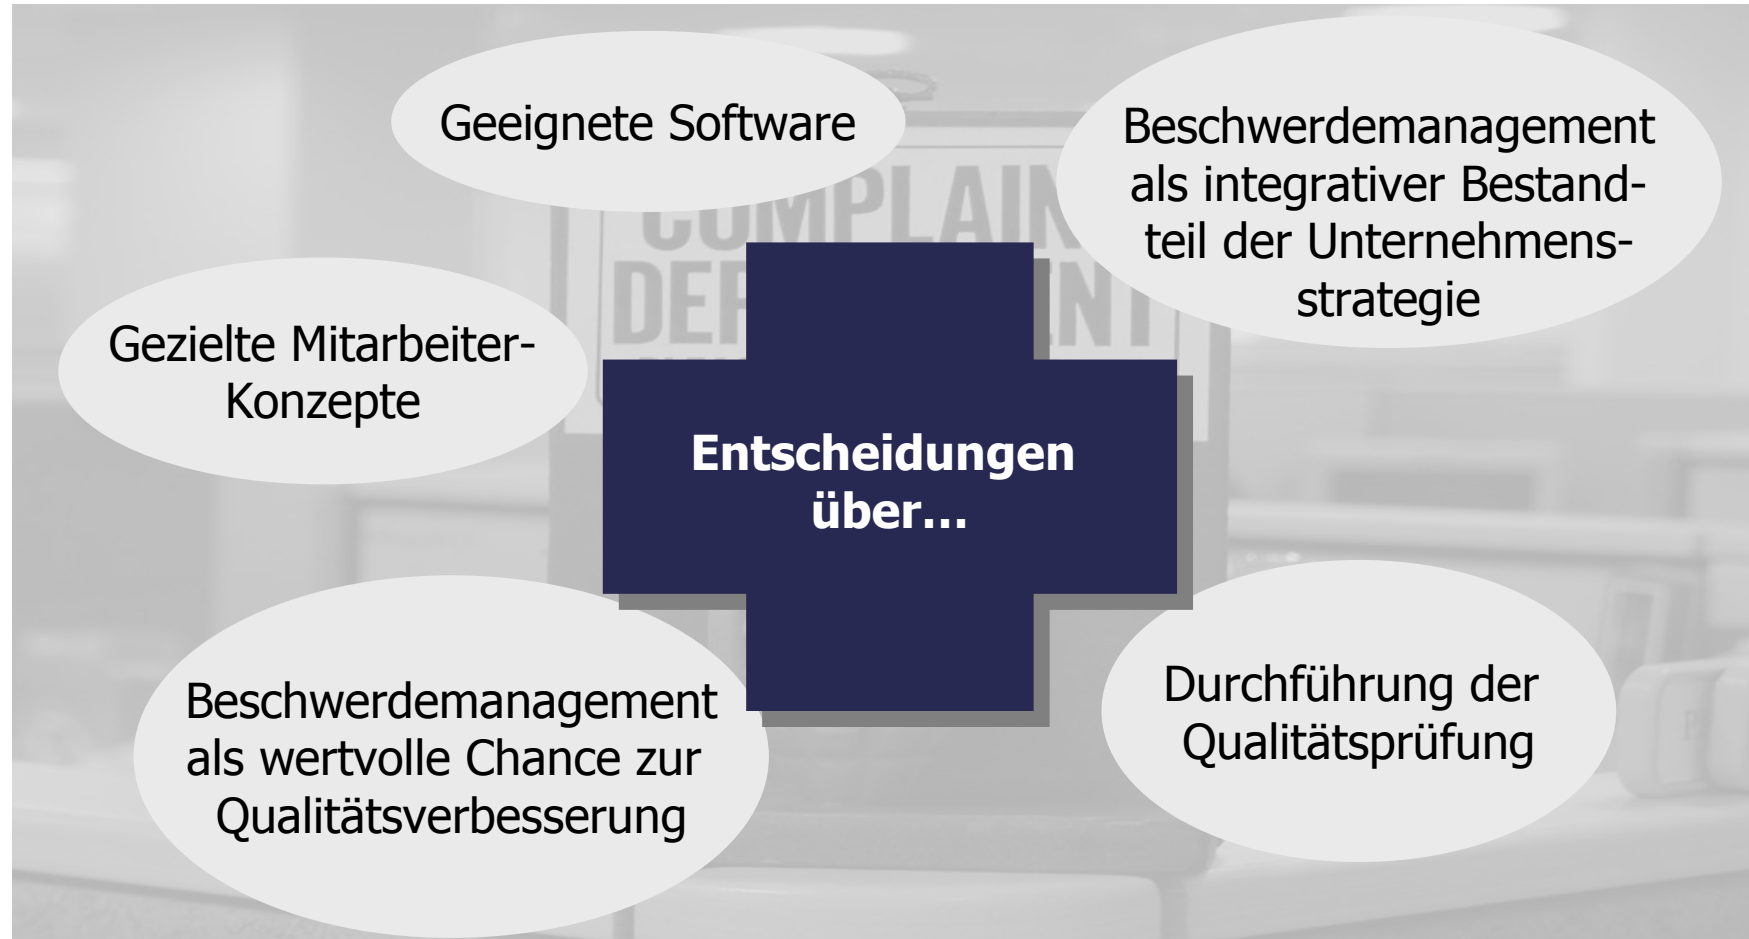 Geeignete Software
Beschwerdemanagement
als integrativer Bestand-
teil der Unternehmens-
strategie
Gezielte Mitarbeiter-
Konzepte
Entscheidungen
über...
Beschwerdemanagement
als wertvolle Chance zur
Qualitätsverbesserung
Durchführung der
Qualitätsprüfung